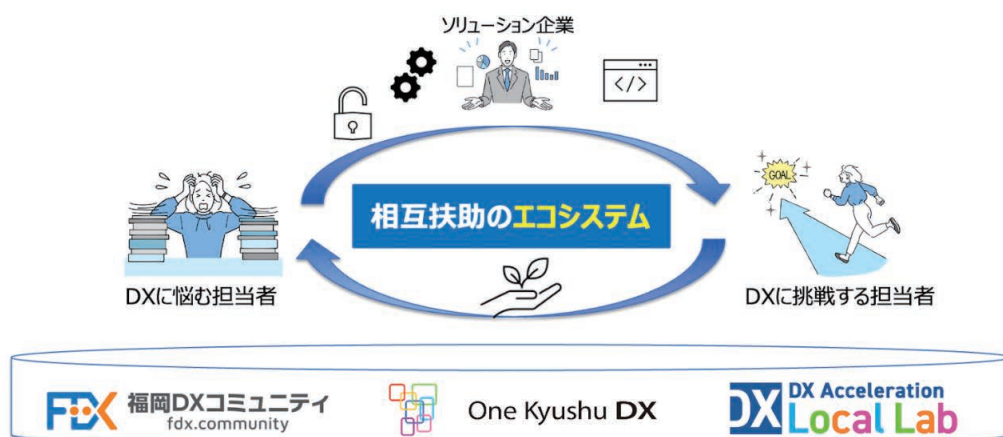 ソリューション企業
</>
GOAL
相互扶助のエコシステム
DXに悩む担当者
DXに挑戦する担当者
FDX 福岡DXコミュニティ
fdx.community
One Kyushu DX
DX DX Acceleration
Local Lab